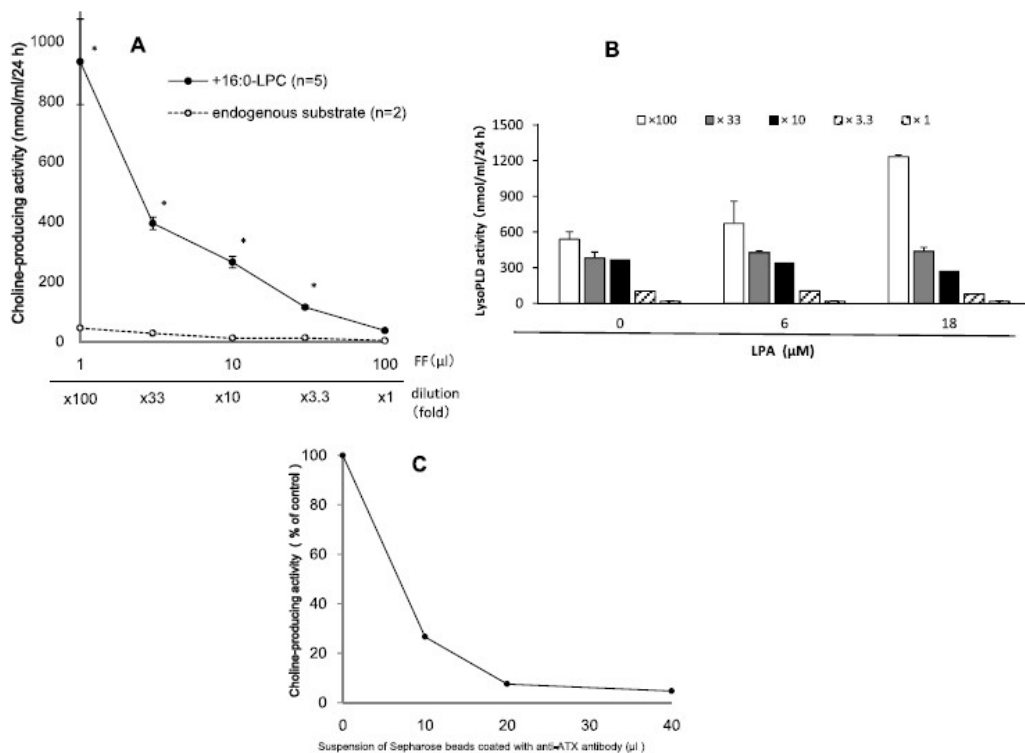 A
1000
800
600
400
200
0
Choline-producing activity (nmol/ml/24 h)
+16:0-LPC (n=5)
endogenous substrate (n=2)
*
*
*
1 10 100 FF(µl)
x100 x33 x10 x3.3 x1 dilution
(fold)
B
×100 ×33 ×10 ×3.3 ×1
1500
1200
900
600
300
0
LysoPLD activity (nmol/ml/24 h)
0 6 18
LPA (µM)
C
100
80
60
40
20
0
Choline-producing activity ( % of control )
0 10 20 30 40
Suspension of Sepharose beads coated with anti-ATX antibody (µl )